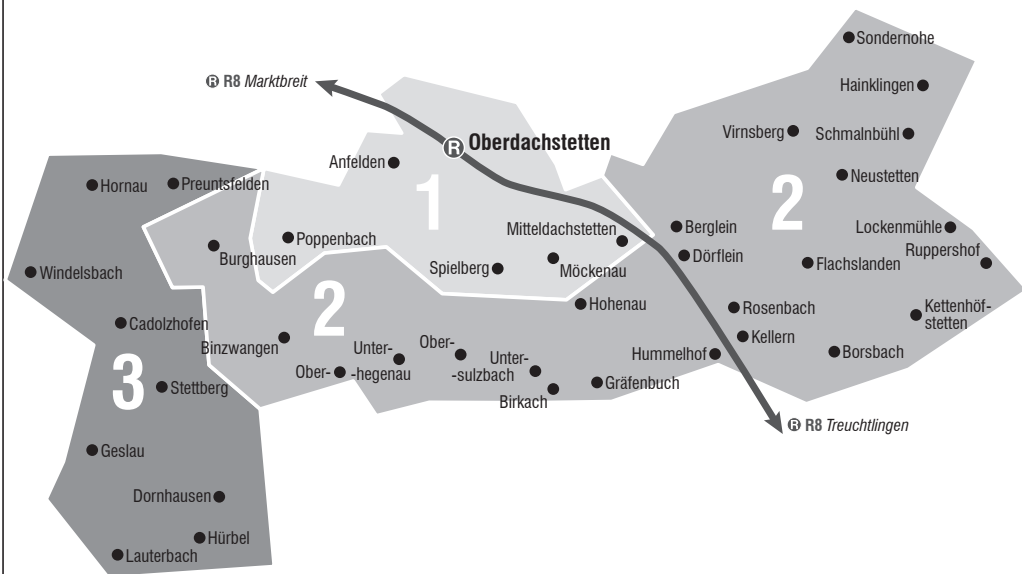 Sondernohe
R R8 Marktbreit
Hainklingen
Virnsberg
Schmalnbühl
R Oberdachstetten
Anfelden
Neustetten
Hornau
Preuntsfelden
1
2
Mitteldachstetten
Berglein
Lockenmühle
Poppenbach
Ruppershof
Burghausen
Dörflein
Flachslanden
Spielberg
Möckenau
Windelsbach
2
Hohenau
Rosenbach
Kettenhöf-
stetten
Cadolzhofen
Kellern
Binzwangen
Ober-
Unter-
Unter-
Hummelhof
Borsbach
Ober-
-hegenau
-sulzbach
3
Stettberg
Gräfenbuch
Birkach
R R8 Treuchtlingen
Geslau
Dornhausen
Hürbel
Lauterbach